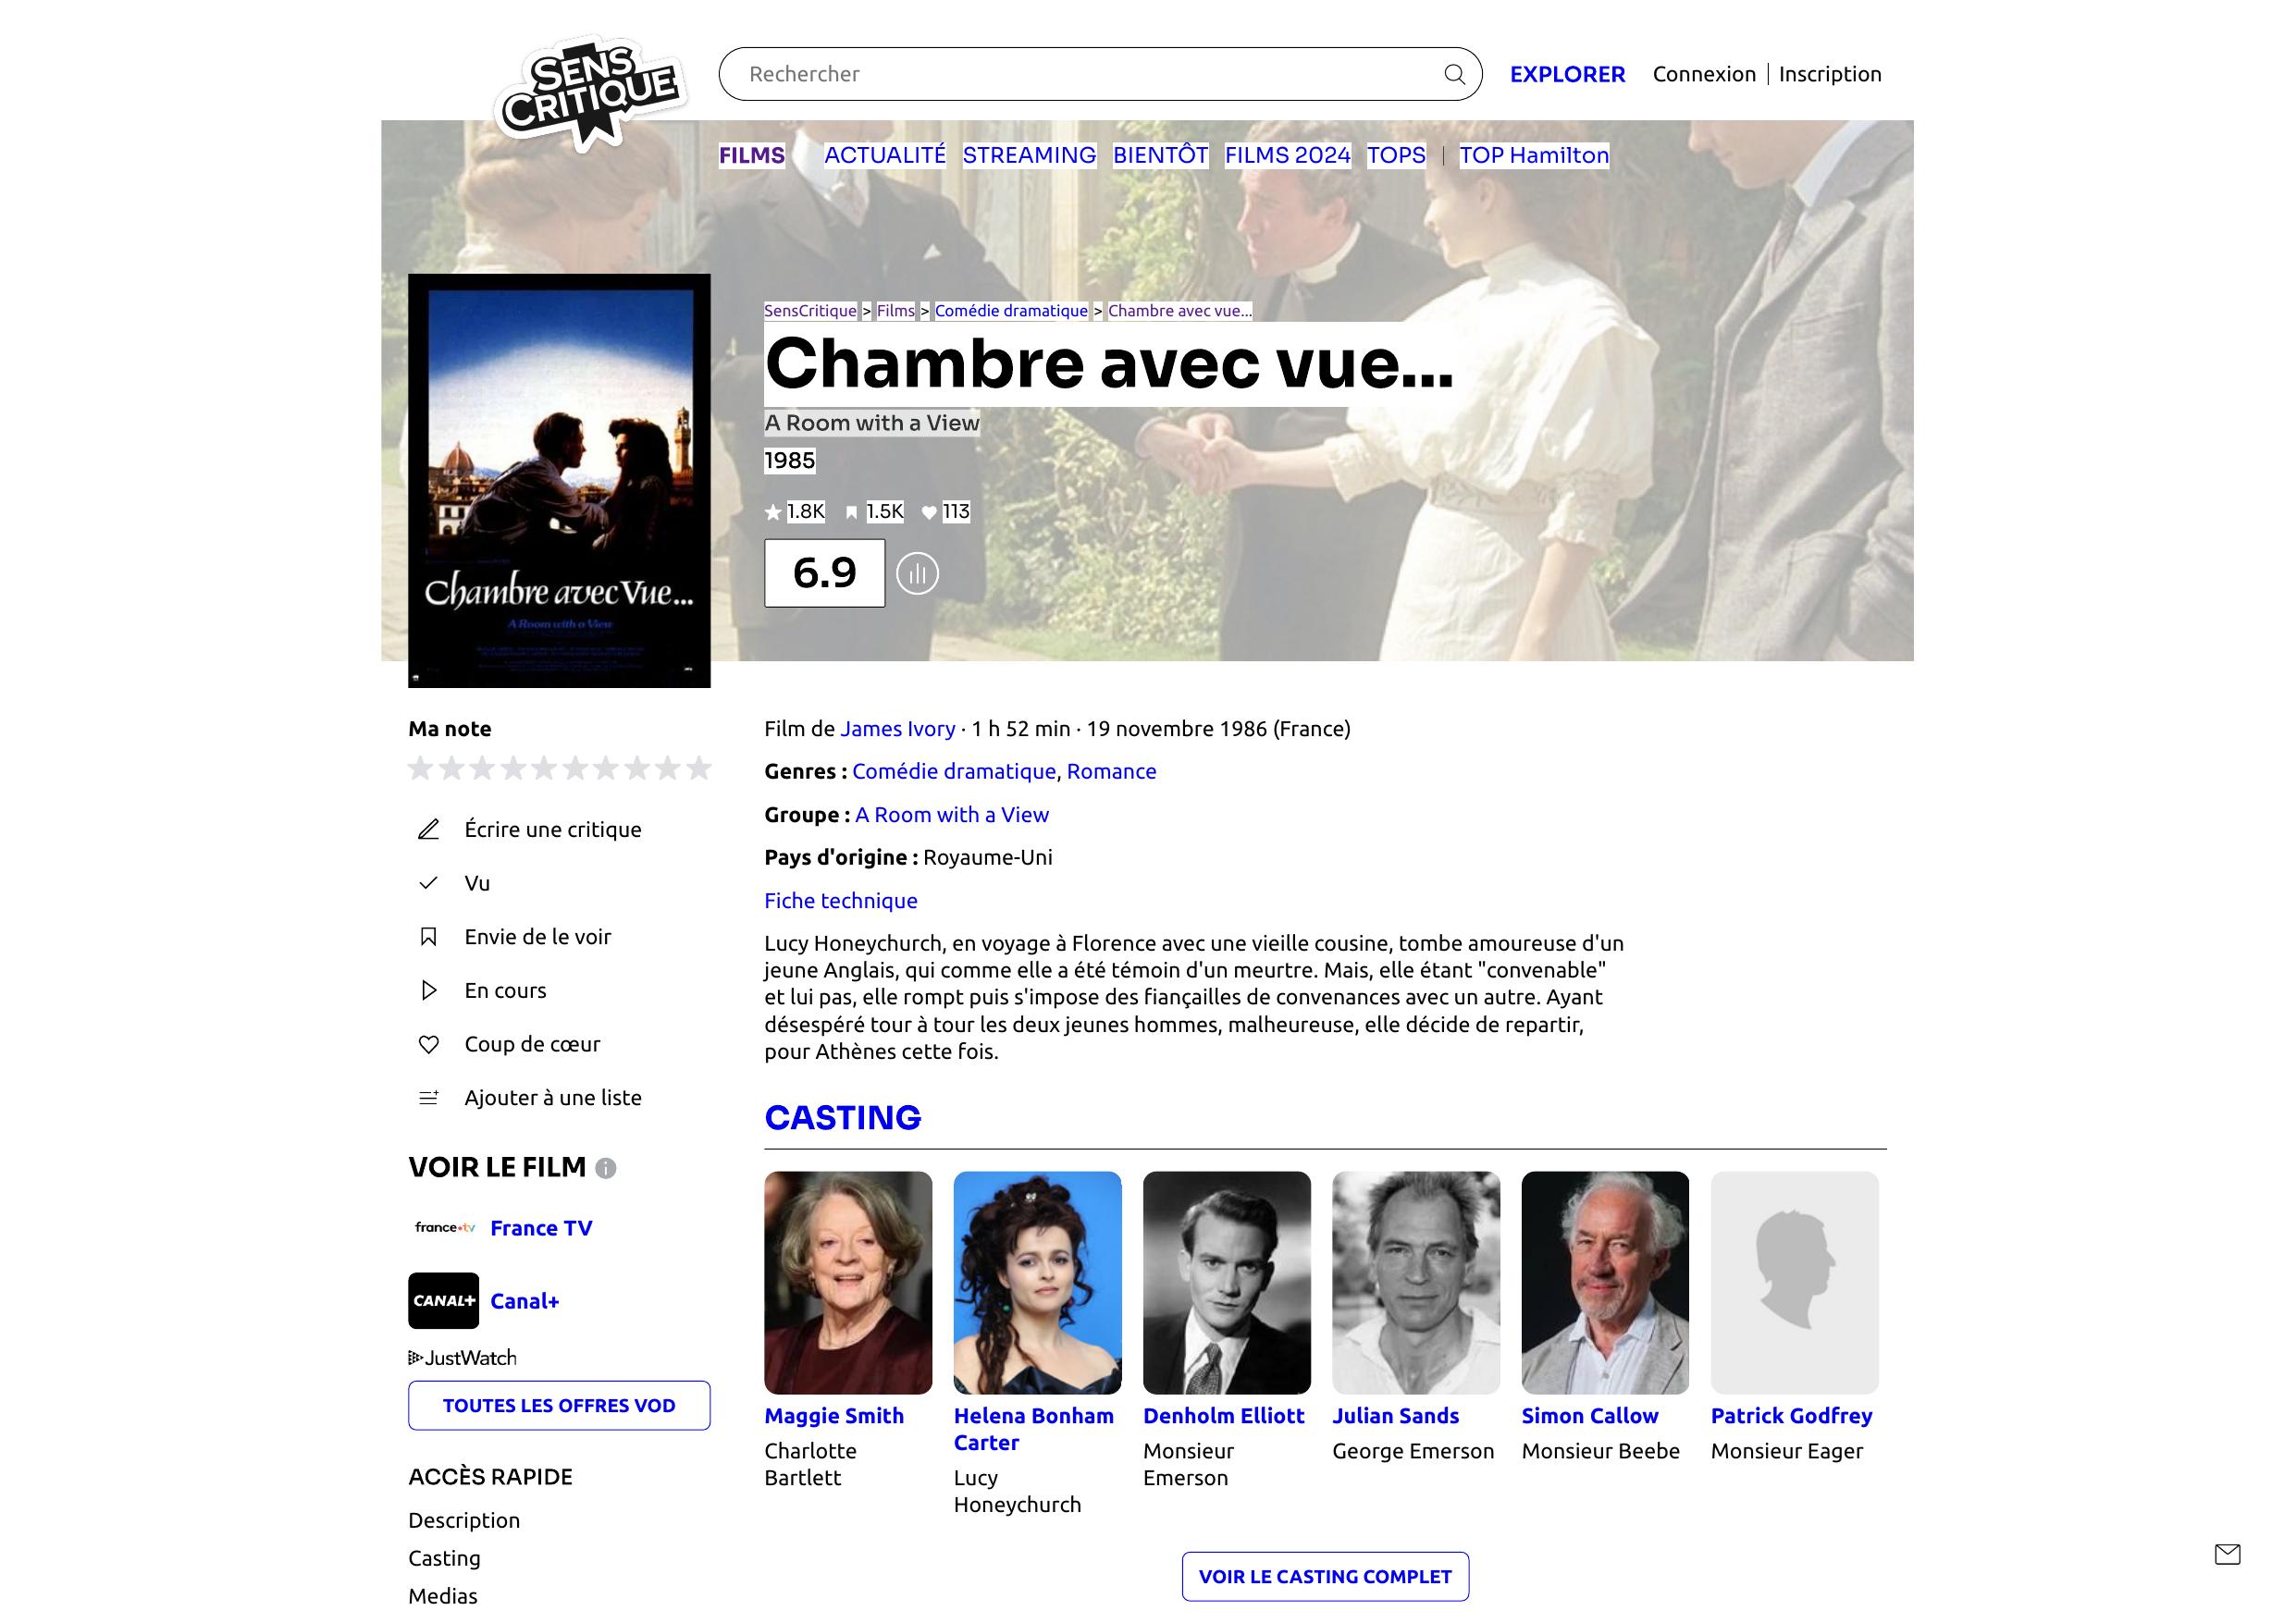 SENS
CRITIQUE
Rechercher
EXPLORER
Connexion | Inscription
FILMS ACTUALITÉ STREAMING BIENTÔT FILMS 2024 TOPS | TOP Hamilton
SensCritique > Films > Comédie dramatique > Chambre avec vue...
Chambre avec vue...
A Room with a View
1985
1.8K 1.5K 113
6.9
Chambre avec Vue...
A Room with a View
Ma note
Écrire une critique
Vu
Envie de le voir
En cours
Coup de cœur
Ajouter à une liste
VOIR LE FILM
france•tv France TV
CANAL+ Canal+
JustWatch
TOUTES LES OFFRES VOD
ACCÈS RAPIDE
Description
Casting
Medias
Film de James Ivory · 1 h 52 min · 19 novembre 1986 (France)
Genres : Comédie dramatique, Romance
Groupe : A Room with a View
Pays d'origine : Royaume-Uni
Fiche technique
Lucy Honeychurch, en voyage à Florence avec une vieille cousine, tombe amoureuse d'un
jeune Anglais, qui comme elle a été témoin d'un meurtre. Mais, elle étant "convenable"
et lui pas, elle rompt puis s'impose des fiançailles de convenances avec un autre. Ayant
désespéré tour à tour les deux jeunes hommes, malheureuse, elle décide de repartir,
pour Athènes cette fois.
CASTING
Maggie Smith
Charlotte
Bartlett
Helena Bonham
Carter
Lucy
Honeychurch
Denholm Elliott
Monsieur
Emerson
Julian Sands
George Emerson
Simon Callow
Monsieur Beebe
Patrick Godfrey
Monsieur Eager
VOIR LE CASTING COMPLET